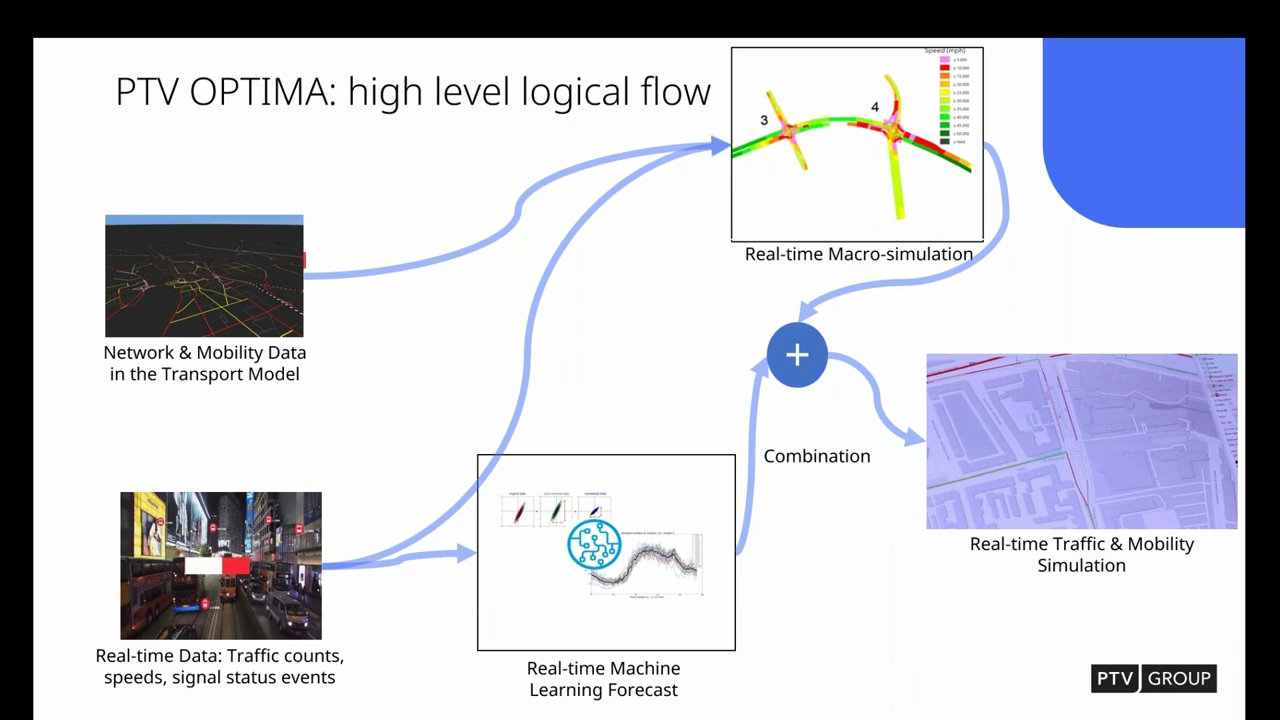 PTV OPTIMA: high level logical flow
Speed (mph)
3
4
Real-time Macro-simulation
Network & Mobility Data
in the Transport Model
+
Combination
Real-time Traffic & Mobility
Simulation
Real-time Data: Traffic counts,
speeds, signal status events
Real-time Machine
Learning Forecast
PTV GROUP